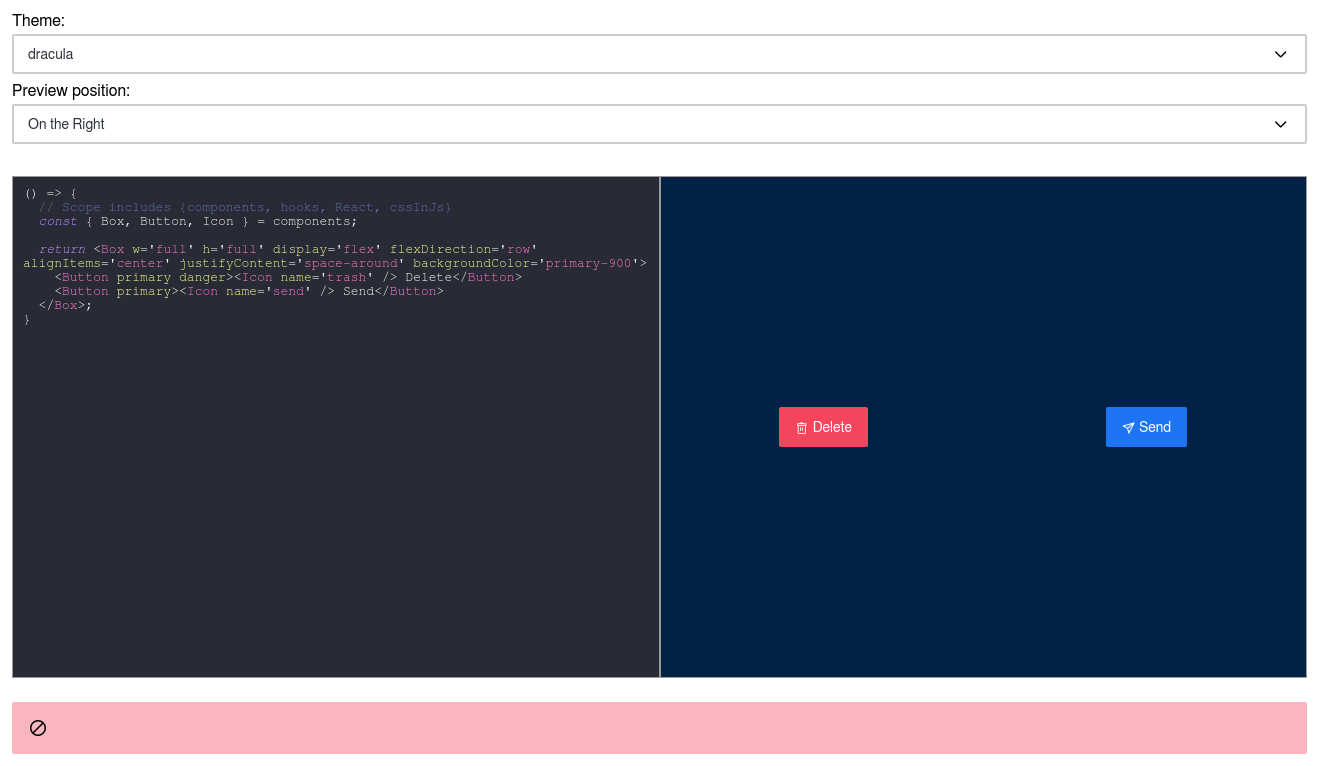 Theme:
dracula
Preview position:
On the Right
() => {
  // Scope includes {components, hooks, React, cssInJs}
  const { Box, Button, Icon } = components;
  return <Box w='full' h='full' display='flex' flexDirection='row'
alignItems='center' justifyContent='space-around' backgroundColor='primary-900'>
    <Button primary danger><Icon name='trash' /> Delete</Button>
    <Button primary><Icon name='send' /> Send</Button>
  </Box>;
}
Delete
Send